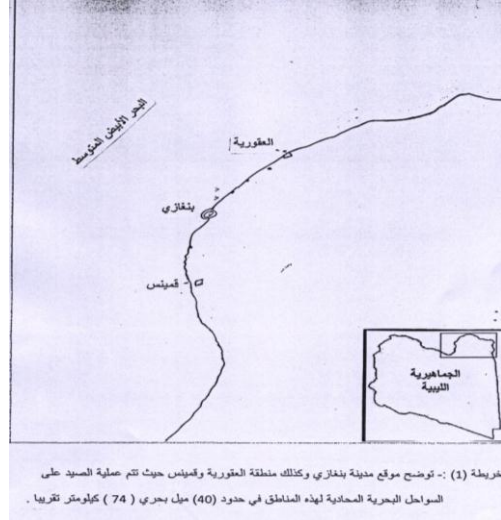 البحر الأبيض المتوسط
العقورية
بنغازي
قمينس
الجماهيرية
الليبية
خريطة (1) :- توضح موقع مدينة بنغازي وكذلك منطقة العقورية وقمينس حيث تتم عملية الصيد على
السواحل البحرية المحادية لهذه المناطق في حدود (40) ميل بحري ( 74 ) كيلومتر تقريبا .